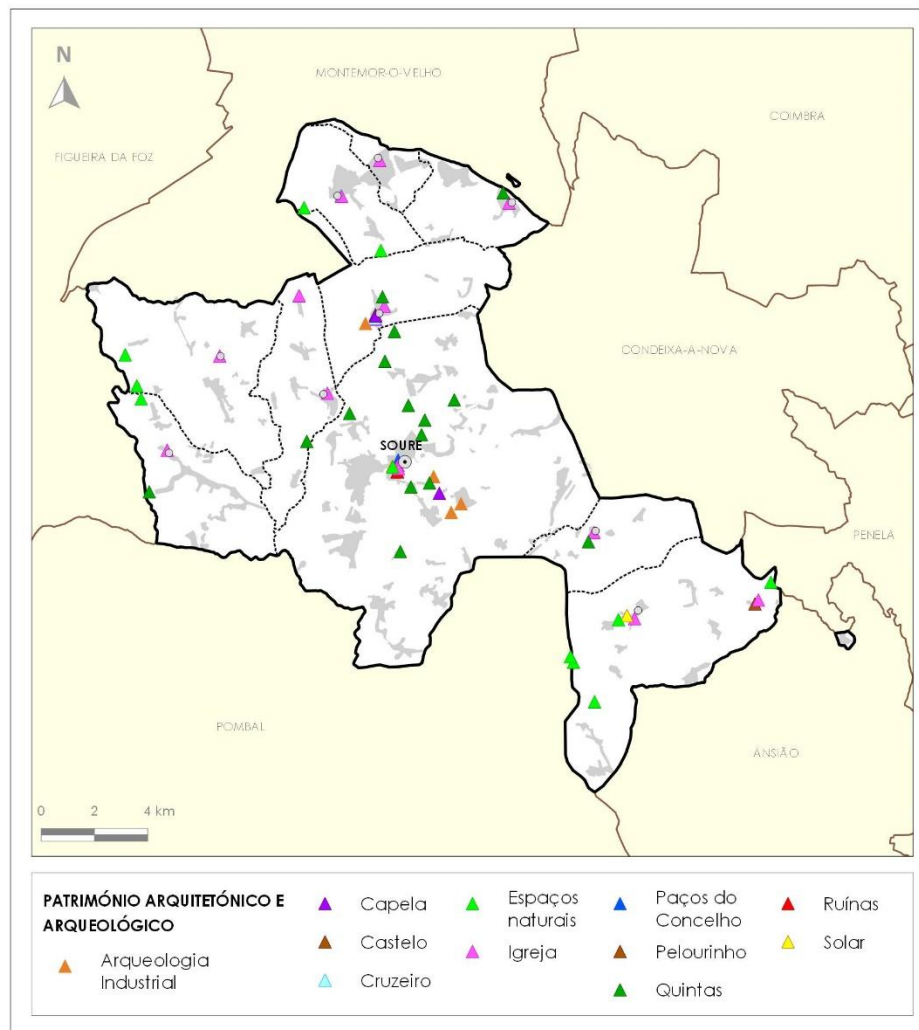 N
MONTEMOR-O-VELHO
COIMBRA
FIGUEIRA DA FOZ
CONDEIXA-A-NOVA
SOURE
PENELA
POMBAL
ANSIÃO
0 2 4 km
PATRIMÓNIO ARQUITETÓNICO E
ARQUEOLÓGICO
Arqueologia
Industrial
Capela
Castelo
Cruzeiro
Espaços
naturais
Igreja
Paços do
Concelho
Pelourinho
Quintas
Ruínas
Solar